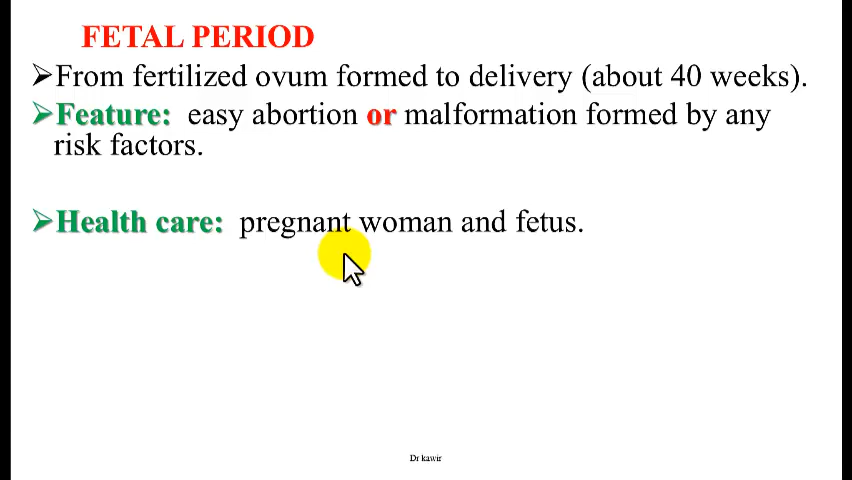 FETAL PERIOD
➢From fertilized ovum formed to delivery (about 40 weeks).
➢Feature: easy abortion or malformation formed by any
risk factors.
➢Health care: pregnant woman and fetus.
Dr kawir